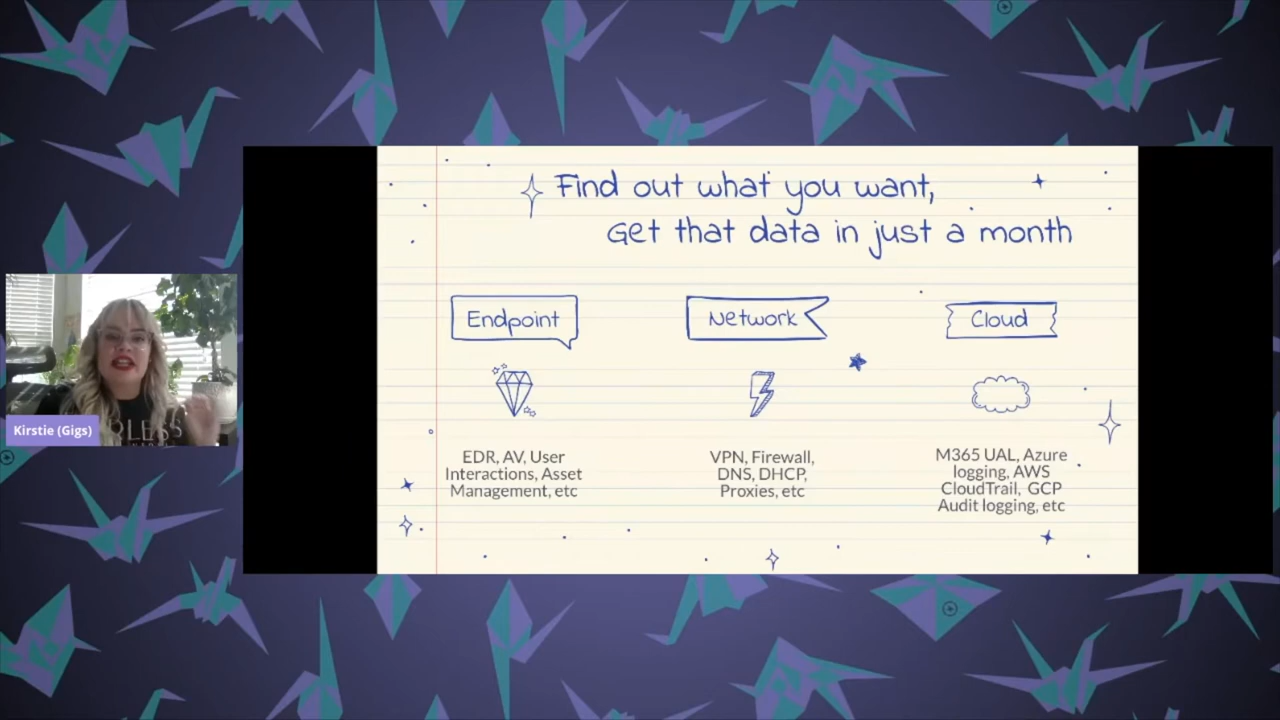 Find out what you want,
Get that data in just a month
Endpoint
Network
Cloud
EDR, AV, User
Interactions, Asset
Management, etc
VPN, Firewall,
DNS, DHCP,
Proxies, etc
M365 UAL, Azure
logging, AWS
CloudTrail, GCP
Audit logging, etc
Kirstie (Gigs)